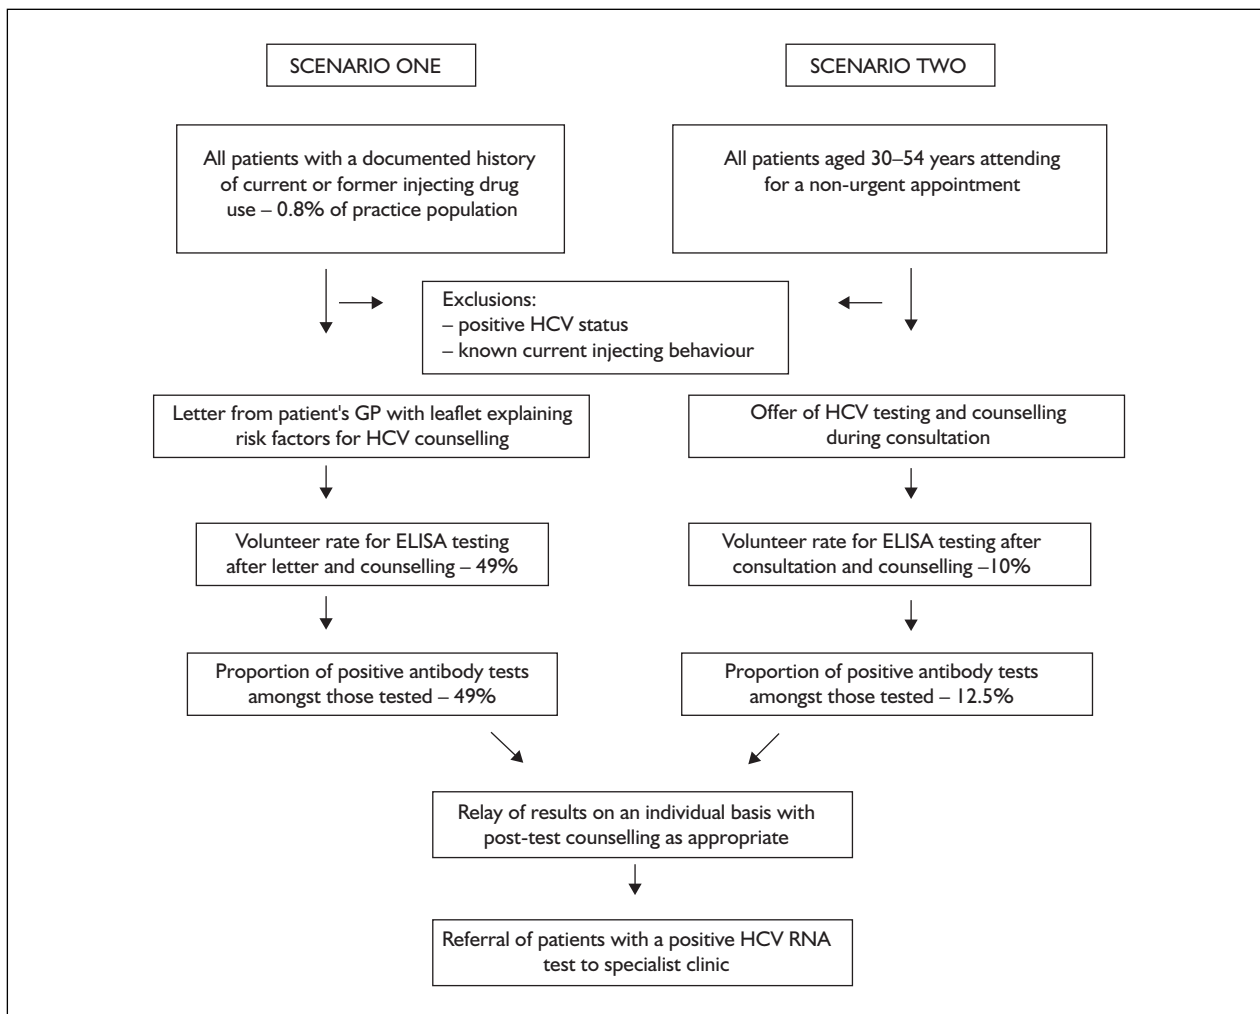 SCENARIO ONE
SCENARIO TWO
All patients with a documented history
of current or former injecting drug
use – 0.8% of practice population
All patients aged 30–54 years attending
for a non-urgent appointment
Exclusions:
– positive HCV status
– known current injecting behaviour
Letter from patient's GP with leaflet explaining
risk factors for HCV counselling
Offer of HCV testing and counselling
during consultation
Volunteer rate for ELISA testing
after letter and counselling – 49%
Volunteer rate for ELISA testing after
consultation and counselling –10%
Proportion of positive antibody tests
amongst those tested – 49%
Proportion of positive antibody tests
amongst those tested – 12.5%
Relay of results on an individual basis with
post-test counselling as appropriate
Referral of patients with a positive HCV RNA
test to specialist clinic